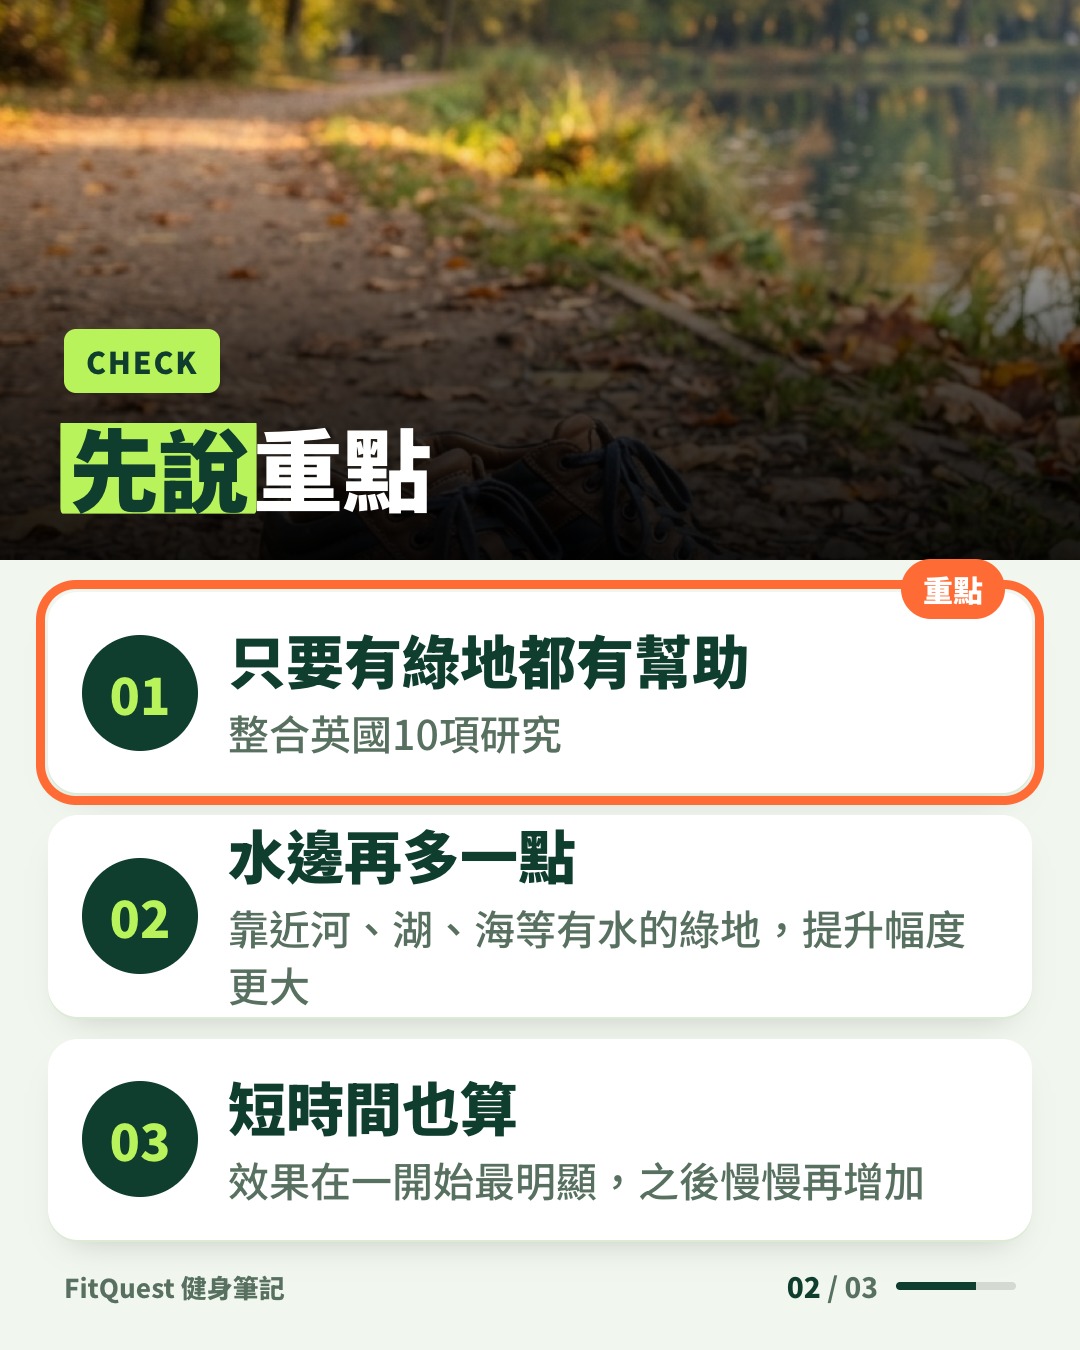 CHECK
先說重點
重點
01
只要有綠地都有幫助
整合英國10項研究
02
水邊再多一點
靠近河、湖、海等有水的綠地，提升幅度
更大
03
短時間也算
效果在一開始最明顯，之後慢慢再增加
FitQuest 健身筆記
02 / 03